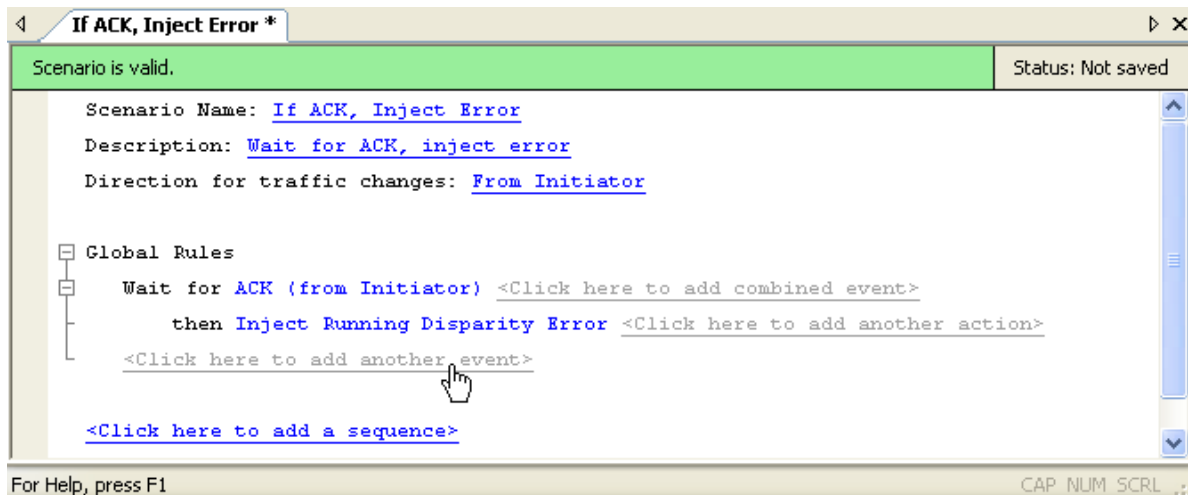 If ACK, Inject Error *
Scenario is valid. Status: Not saved
Scenario Name: If ACK, Inject Error
Description: Wait for ACK, inject error
Direction for traffic changes: From Initiator
Global Rules
Wait for ACK (from Initiator) <Click here to add combined event>
then Inject Running Disparity Error <Click here to add another action>
<Click here to add another event>
<Click here to add a sequence>
For Help, press F1 CAP NUM SCRL